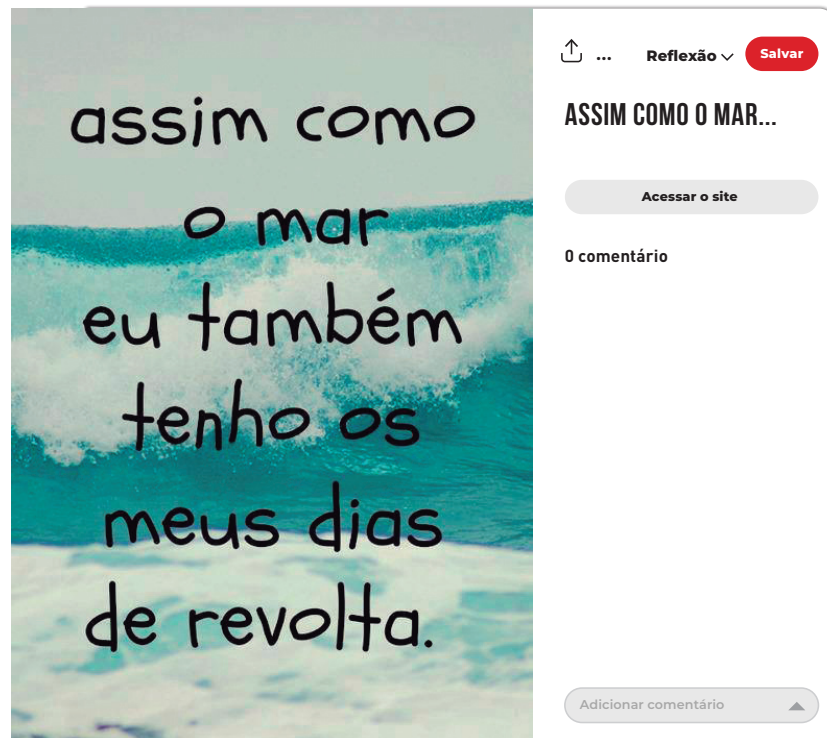 assim como
o mar
eu também
tenho os
meus dias
de revolta.
... Reflexão Salvar
ASSIM COMO O MAR...
Acessar o site
0 comentário
Adicionar comentário